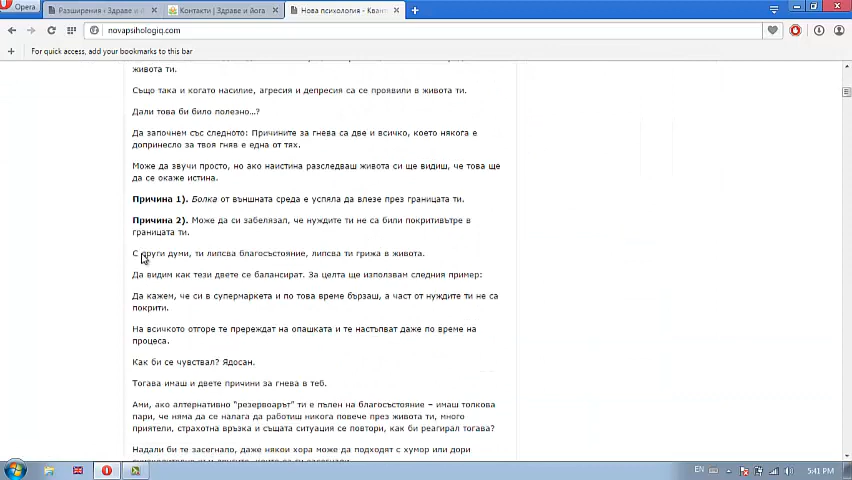 Opera
Разширения ‹ Здраве и й
Контакти | Здраве и йога
Нова психология - Кван
novapsihologiq.com
For quick access, add your bookmarks to this bar
живота ти.
Също така и когато насилие, агресия и депресия са се проявили в живота ти.
Дали това би било полезно...?
Да започнем със следното: Причините за гнева са две и всичко, което някога е
допринесло за твоя гняв е една от тях.
Може да звучи просто, но ако наистина разследваш живота си ще видиш, че това ще
да се окаже истина.
Причина 1). Болка от външната среда е успяла да влезе през границата ти.
Причина 2). Може да си забелязал, че нуждите ти не са били покритивътре в
границата ти.
С други думи, ти липсва благосъстояние, липсва ти грижа в живота.
Да видим как тези двете се балансират. За целта ще използвам следния пример:
Да кажем, че си в супермаркета и по това време бързаш, а част от нуждите ти не са
покрити.
На всичкото отгоре те пререждат на опашката и те настъпват даже по време на
процеса.
Как би се чувствал? Ядосан.
Тогава имаш и двете причини за гнева в теб.
Ами, ако алтернативно "резервоарът" ти е пълен на благосъстояние – имаш толкова
пари, че няма да се налага да работиш никога повече през живота ти, много
приятели, страхотна връзка и същата ситуация се повтори, как би реагирал тогава?
Надали би те засегнало, даже някои хора може да подходят с хумор или дори
EN
5:41 PM